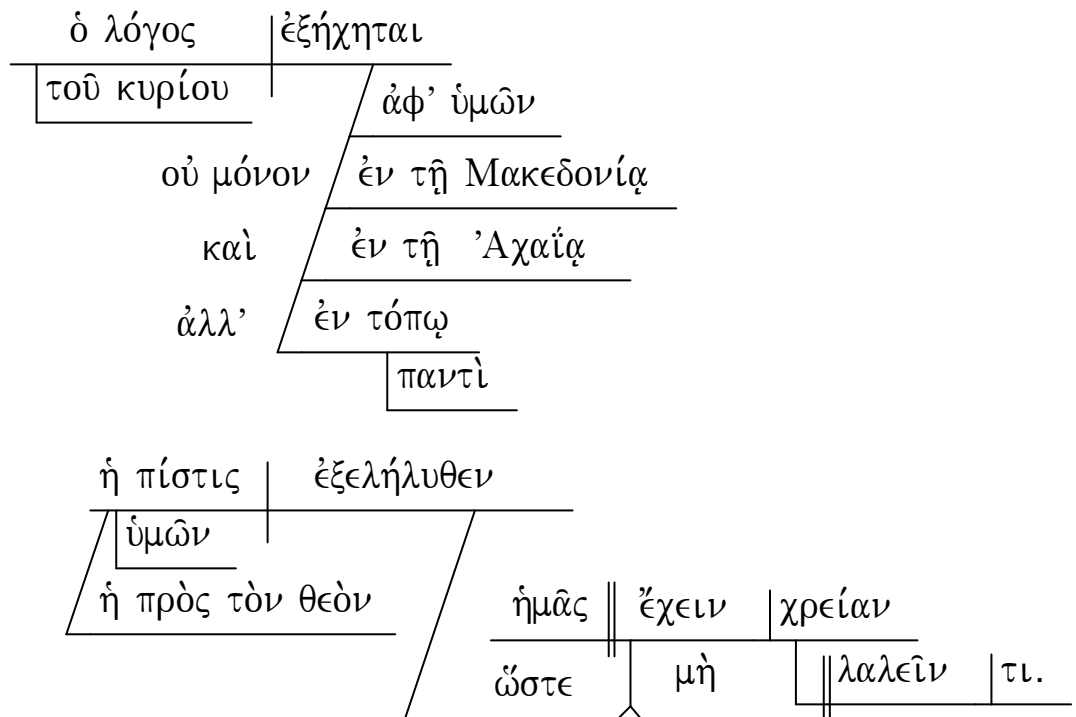 ὁ λόγος ἐξήχηται
τοῦ κυρίου
ἀφ’ ὑμῶν
οὐ μόνον ἐν τῇ Μακεδονίᾳ
καὶ ἐν τῇ Ἀχαΐᾳ
ἀλλ’ ἐν τόπῳ
παντὶ
ἡ πίστις ἐξελήλυθεν
ὑμῶν
ἡ πρὸς τὸν θεὸν
ἡμᾶς ἔχειν χρείαν
ὥστε μὴ λαλεῖν τι.